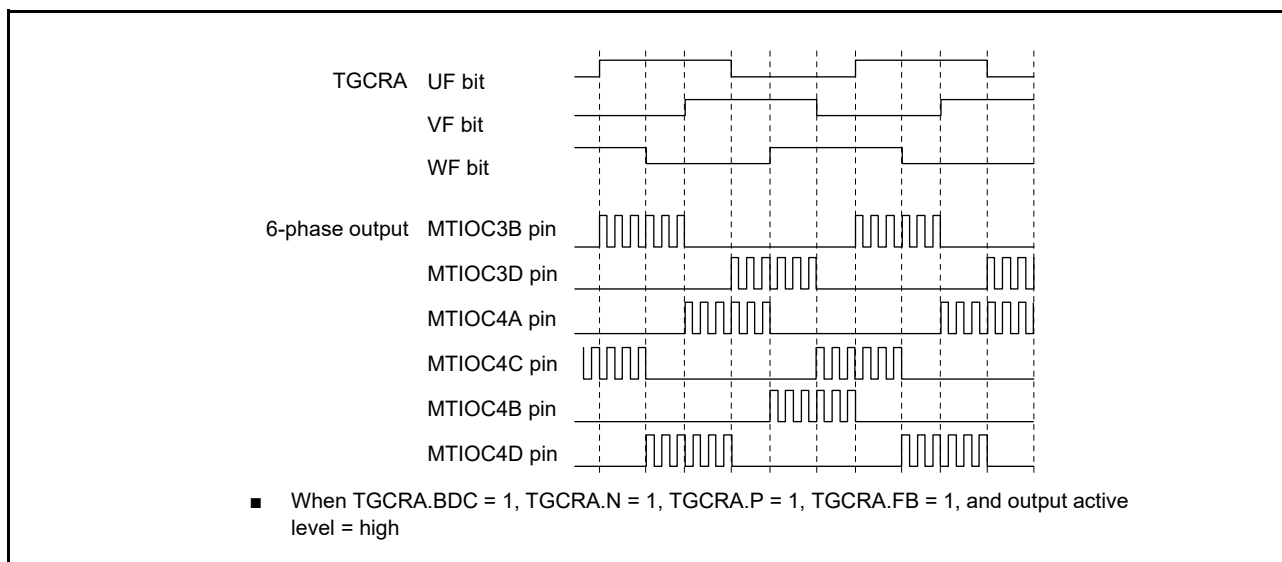 TGCRA UF bit
VF bit
WF bit
6-phase output MTIOC3B pin
MTIOC3D pin
MTIOC4A pin
MTIOC4C pin
MTIOC4B pin
MTIOC4D pin
■ When TGCRA.BDC = 1, TGCRA.N = 1, TGCRA.P = 1, TGCRA.FB = 1, and output active
level = high